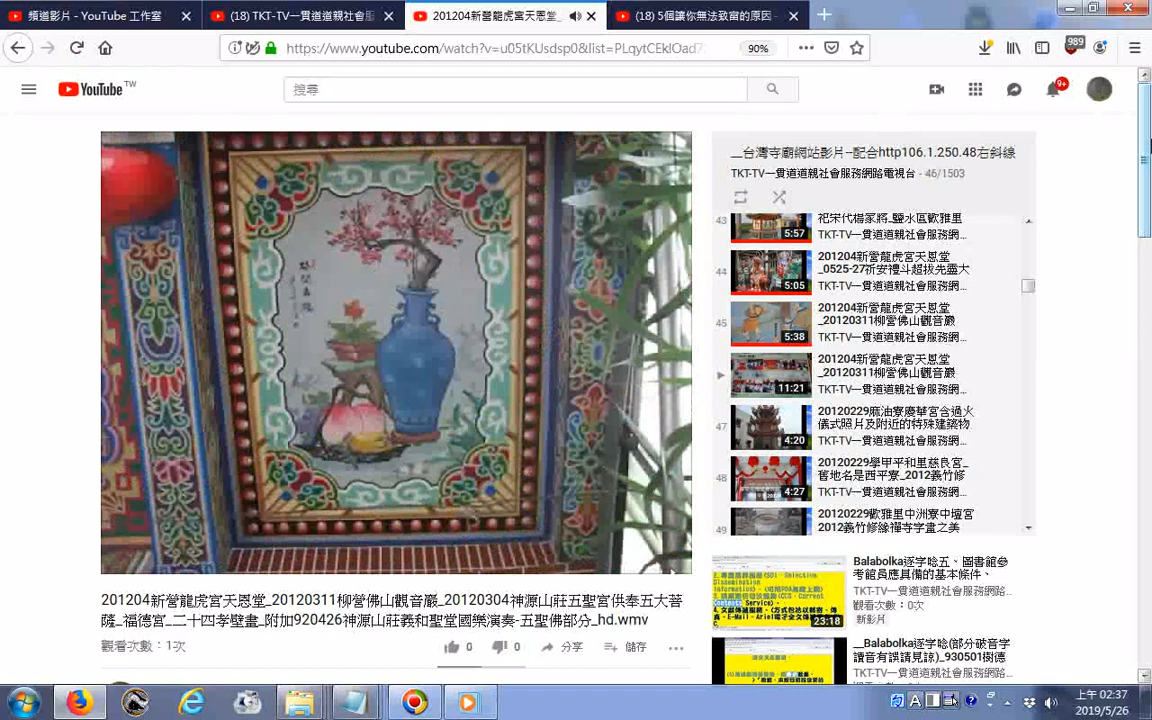 頻道影片 - YouTube 工作室
(18) TKT-TV一貫道道親社會服
201204新營龍虎宮天恩堂_
(18) 5個讓你無法致富的原因 -
https://www.youtube.com/watch?v=u05tKUsdsp0&list=PLqytCEklOad7
90%
989
YouTube TW
搜尋
9+
__台灣寺廟網站影片--配合http106.1.250.48右斜線
TKT-TV一貫道道親社會服務網路電視台 - 46/1503
43
祀宋代楊家將_鹽水區歡雅里
5:57
TKT-TV一貫道道親社會服務網...
44
201204新營龍虎宮天恩堂
_0525-27祈安禮斗超拔先靈大
5:05
TKT-TV一貫道道親社會服務網...
45
201204新營龍虎宮天恩堂
_20120311柳營佛山觀音巖
5:38
TKT-TV一貫道道親社會服務網...
201204新營龍虎宮天恩堂
_20120311柳營佛山觀音巖
11:21
TKT-TV一貫道道親社會服務網...
47
20120229麻油寮慶華宮含過火
儀式照片及附近的特殊建築物
4:20
TKT-TV一貫道道親社會服務網...
48
20120229學甲平和里慈良宮_
舊地名是西平寮_2012義竹修
4:27
TKT-TV一貫道道親社會服務網...
49
20120229歡雅里中洲寮中壇宮
2012義竹修緣禪寺字畫之美
201204新營龍虎宮天恩堂_20120311柳營佛山觀音巖_20120304神源山莊五聖宮供奉五大菩
薩_福德宮_二十四孝壁畫_附加920426神源山莊義和聖堂國樂演奏-五聖佛部分_hd.wmv
觀看次數：1次
0
0
分享
儲存
Balabolka逐字唸五、圖書館參
考館員應具備的基本條件、
TKT-TV一貫道道親社會服務網路...
觀看次數：0次
新影片
23:18
__Balabolka逐字唸(部分破音字
讀音有誤請見諒)_930501樹德
TKT-TV一貫道道親社會服務網路...
上午 02:37
2019/5/26